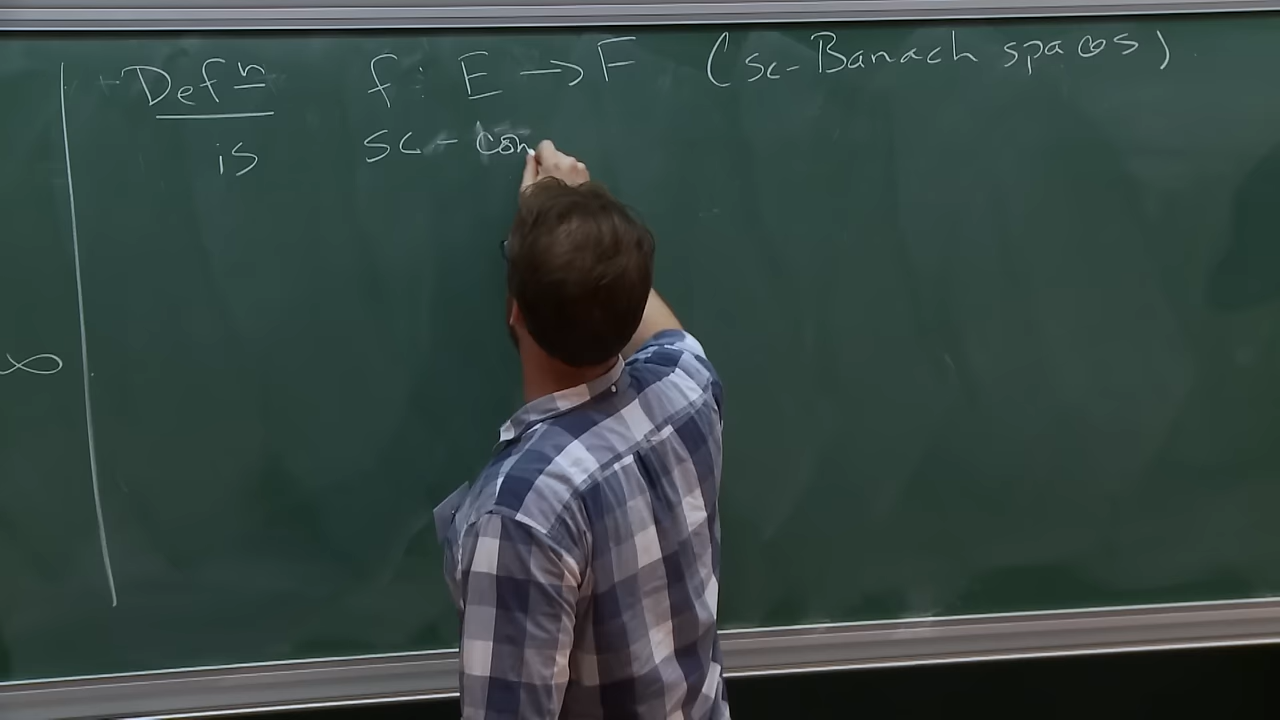 Defn f: E → F (sc-Banach spaces)
is sc-con
∞